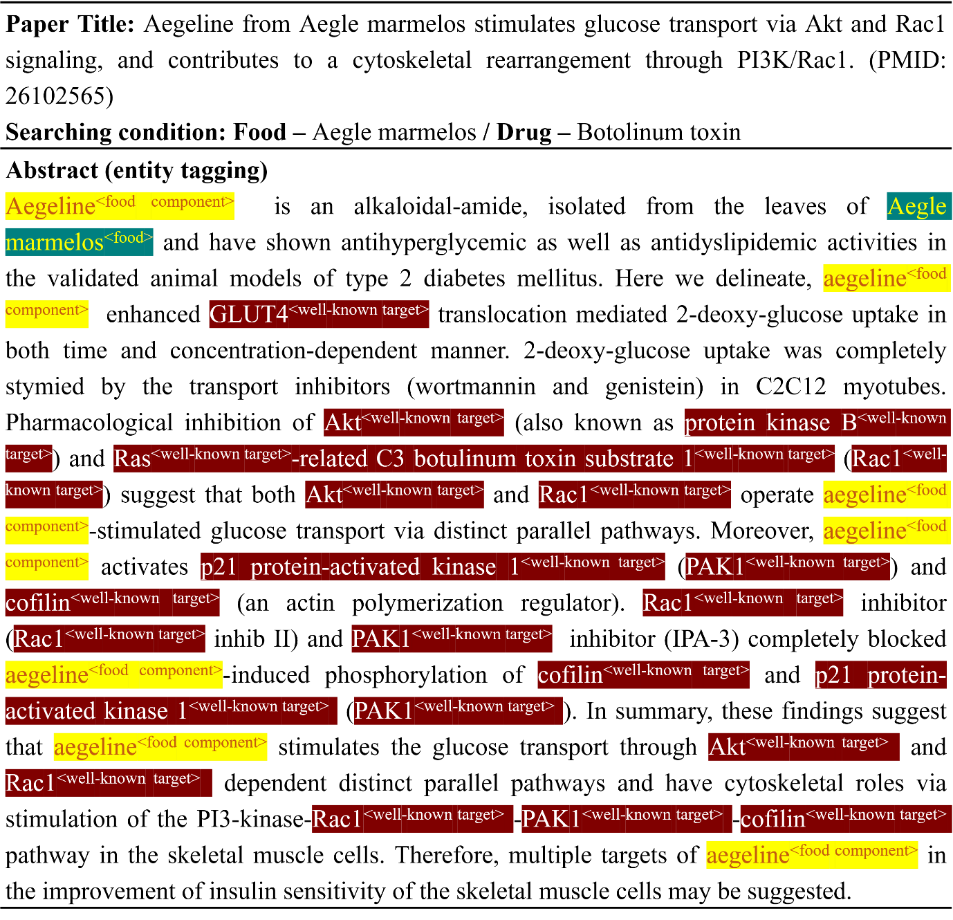 Paper Title: Aegeline from Aegle marmelos stimulates glucose transport via Akt and Rac1
signaling, and contributes to a cytoskeletal rearrangement through PI3K/Rac1. (PMID:
26102565)
Searching condition: Food – Aegle marmelos / Drug – Botolinum toxin
Abstract (entity tagging)
Aegeline<food component> is an alkaloidal-amide, isolated from the leaves of Aegle
marmelos<food> and have shown antihyperglycemic as well as antidyslipidemic activities in
the validated animal models of type 2 diabetes mellitus. Here we delineate, aegeline<food
component> enhanced GLUT4<well-known target> translocation mediated 2-deoxy-glucose uptake in
both time and concentration-dependent manner. 2-deoxy-glucose uptake was completely
stymied by the transport inhibitors (wortmannin and genistein) in C2C12 myotubes.
Pharmacological inhibition of Akt<well-known target> (also known as protein kinase B<well-known
target>) and Ras<well-known target>-related C3 botulinum toxin substrate 1<well-known target> (Rac1<well-
known target>) suggest that both Akt<well-known target> and Rac1<well-known target> operate aegeline<food
component>-stimulated glucose transport via distinct parallel pathways. Moreover, aegeline<food
component> activates p21 protein-activated kinase 1<well-known target> (PAK1<well-known target>) and
cofilin<well-known target> (an actin polymerization regulator). Rac1<well-known target> inhibitor
(Rac1<well-known target> inhib II) and PAK1<well-known target> inhibitor (IPA-3) completely blocked
aegeline<food component>-induced phosphorylation of cofilin<well-known target> and p21 protein-
activated kinase 1<well-known target> (PAK1<well-known target>). In summary, these findings suggest
that aegeline<food component> stimulates the glucose transport through Akt<well-known target> and
Rac1<well-known target> dependent distinct parallel pathways and have cytoskeletal roles via
stimulation of the PI3-kinase-Rac1<well-known target>-PAK1<well-known target>-cofilin<well-known target>
pathway in the skeletal muscle cells. Therefore, multiple targets of aegeline<food component> in
the improvement of insulin sensitivity of the skeletal muscle cells may be suggested.